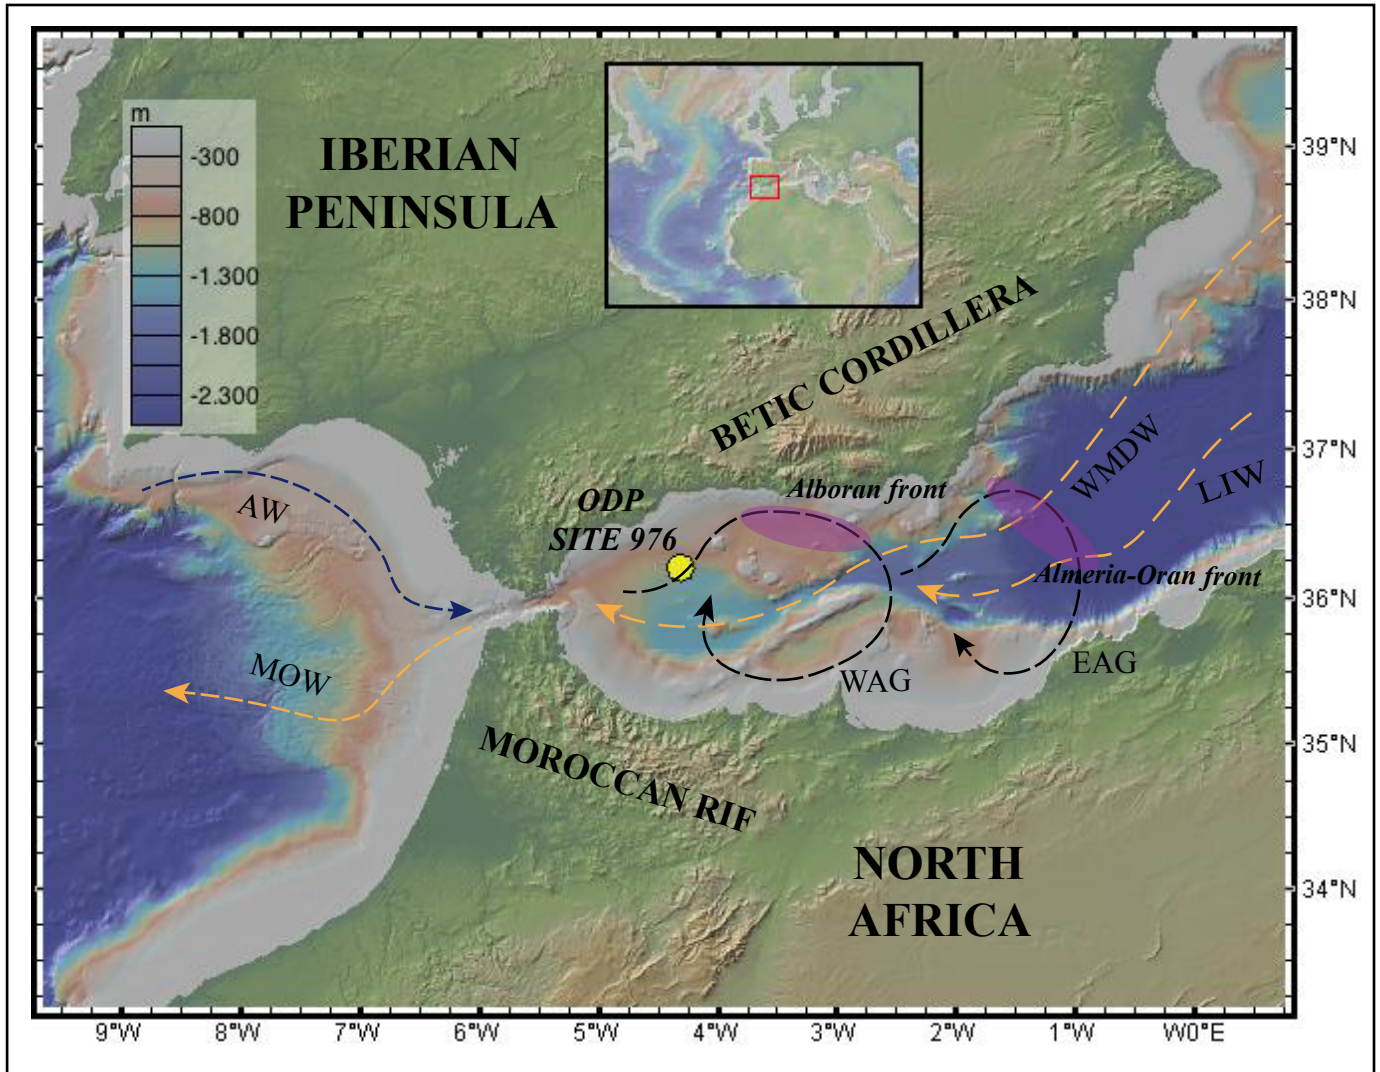 m
-300
-800
-1.300
-1.800
-2.300
IBERIAN
PENINSULA
BETIC CORDILLERA
ODP
SITE 976
Alboran front
Almeria-Oran front
WMDW
LIW
AW
MOW
WAG
EAG
MOROCCAN RIF
NORTH
AFRICA
39°N
38°N
37°N
36°N
35°N
34°N
9°W 8°W 7°W 6°W 5°W 4°W 3°W 2°W 1°W W0°E